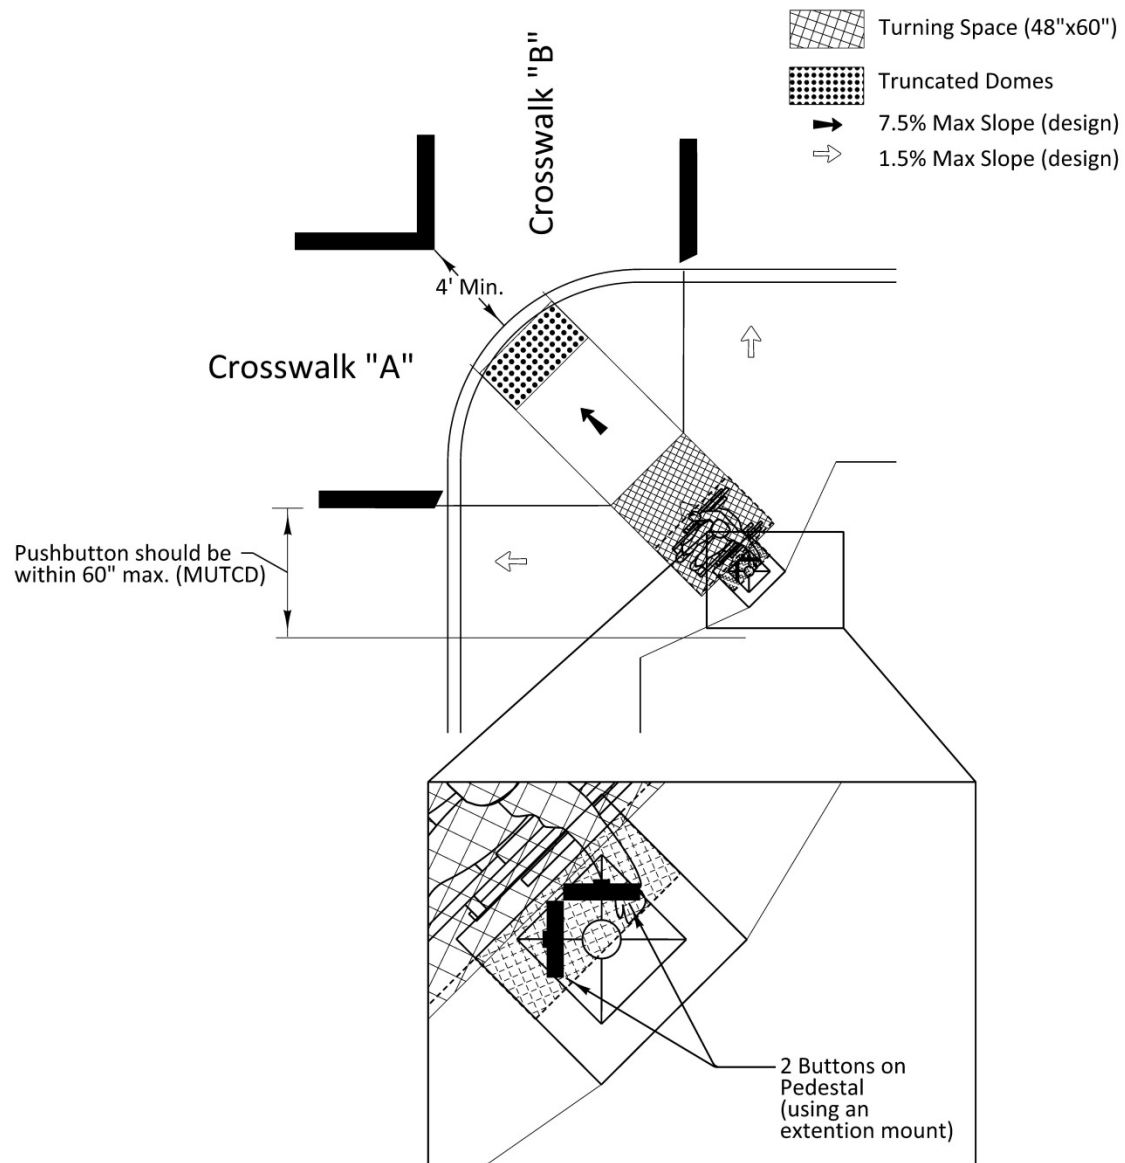 Turning Space (48"x60")
Truncated Domes
7.5% Max Slope (design)
1.5% Max Slope (design)
Crosswalk "B"
4' Min.
Crosswalk "A"
Pushbutton should be
within 60" max. (MUTCD)
2 Buttons on
Pedestal
(using an
extention mount)